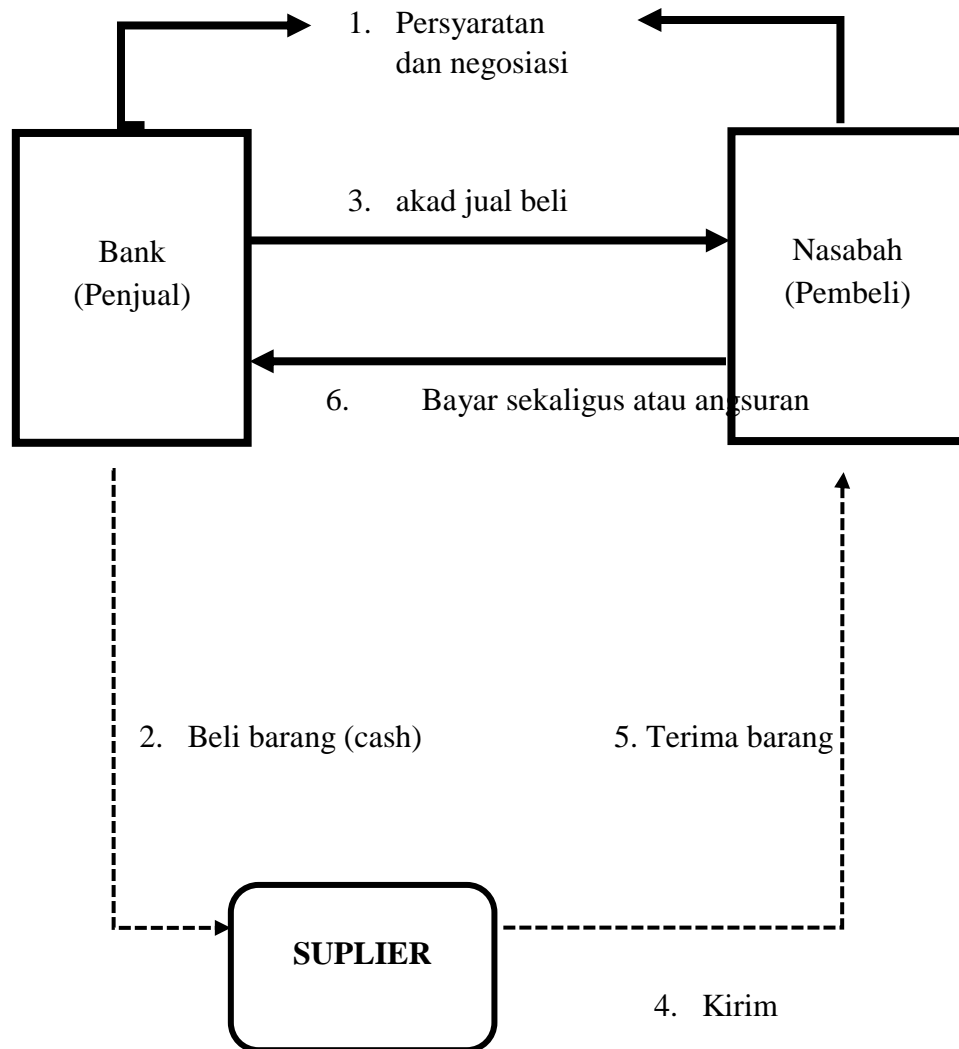 1. Persyaratan
dan negosiasi
3. akad jual beli
Bank
(Penjual)
Nasabah
(Pembeli)
6. Bayar sekaligus atau angsuran
2. Beli barang (cash)
5. Terima barang
SUPLIER
4. Kirim